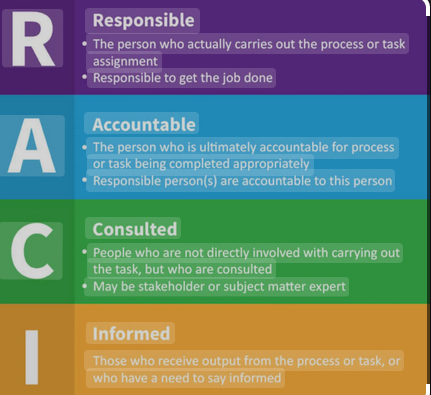 R
Responsible
• The person who actually carries out the process or task
assignment
• Responsible to get the job done
A
Accountable
• The person who is ultimately accountable for process
or task being completed appropriately
• Responsible person(s) are accountable to this person
C
Consulted
• People who are not directly involved with carrying out
the task, but who are consulted
• May be stakeholder or subject matter expert
I
Informed
Those who receive output from the process or task, or
who have a need to say informed